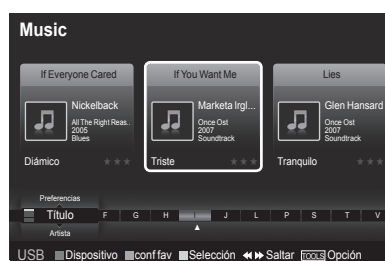 Music
If Everyone Cared
Nickelback
All The Right Reas..
2005
Blues
Diámico
If You Want Me
Marketa Irgl...
Once Ost
2007
Soundtrack
Triste
Lies
Glen Hansard
Once Ost
2007
Soundtrack
Tranquilo
Preferencias
Título F G H I J L P S T V
Artista
USB Dispositivo conf fav Selección Saltar TOOLS Opción